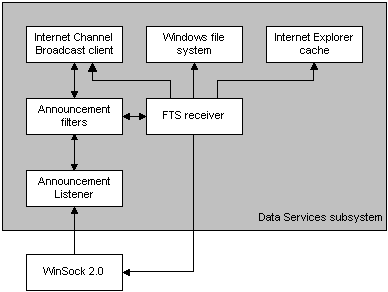 Internet Channel
Broadcast client
Windows file
system
Internet Explorer
cache
Announcement
filters
FTS receiver
Announcement
Listener
Data Services subsystem
WinSock 2.0